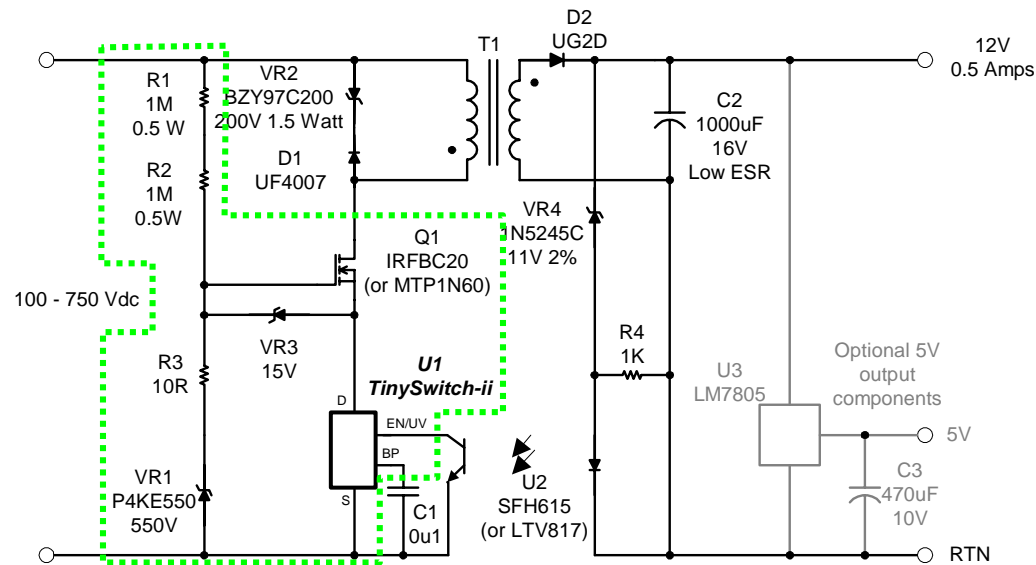 D2
UG2D
T1
12V
0.5 Amps
R1
1M
0.5 W
VR2
BZY97C200
200V 1.5 Watt
C2
1000uF
16V
Low ESR
D1
UF4007
R2
1M
0.5W
VR4
1N5245C
11V 2%
Q1
IRFBC20
(or MTP1N60)
100 - 750 Vdc
VR3
15V
R3
10R
U1
TinySwitch-ii
R4
1K
U3
LM7805
Optional 5V
output
components
D
EN/UV
BP
S
5V
VR1
P4KE550
550V
C1
0u1
U2
SFH615
(or LTV817)
C3
470uF
10V
RTN